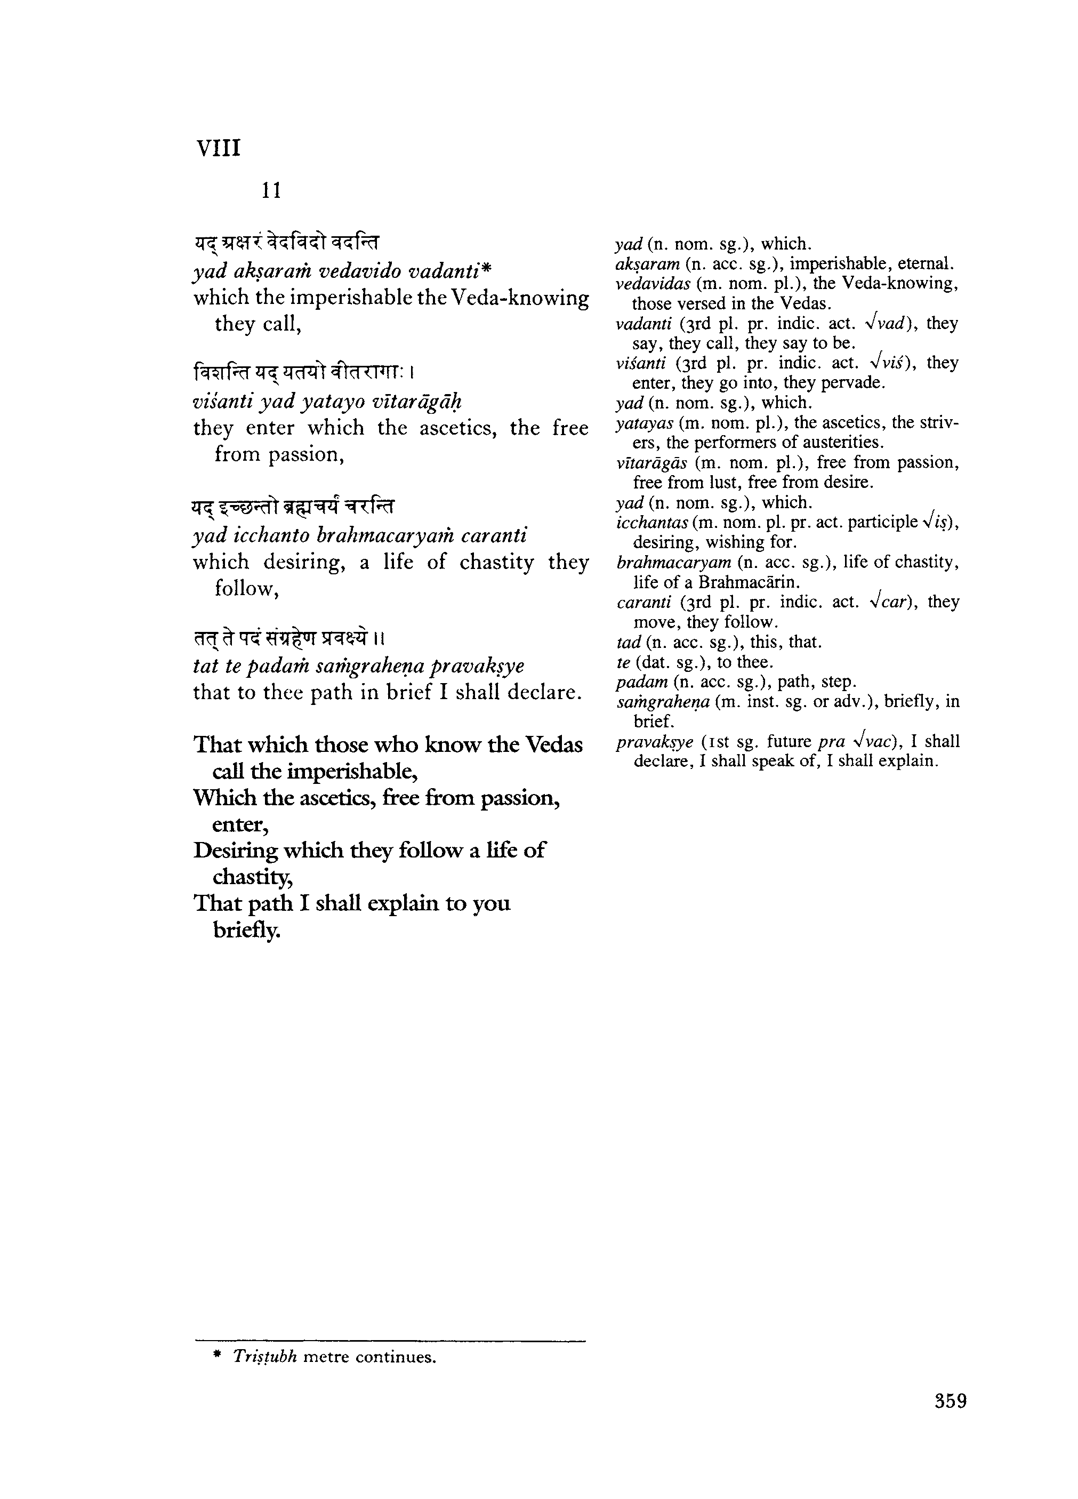 VIII
11
यद् अक्षरं वेदविदो वदन्ति
yad akṣaraṁ vedavido vadanti*
which the imperishable the Veda-knowing
they call,
विशन्ति यद् यतयो वीतरागाः ।
viśanti yad yatayo vītarāgāḥ
they enter which the ascetics, the free
from passion,
यद् इच्छन्तो ब्रह्मचर्यं चरन्ति
yad icchanto brahmacaryaṁ caranti
which desiring, a life of chastity they
follow,
तत् ते पदं संग्रहेण प्रवक्ष्ये ।।
tat te padaṁ saṁgraheṇa pravakṣye
that to thee path in brief I shall declare.
That which those who know the Vedas
call the imperishable,
Which the ascetics, free from passion,
enter,
Desiring which they follow a life of
chastity,
That path I shall explain to you
briefly.
yad (n. nom. sg.), which.
akṣaram (n. acc. sg.), imperishable, eternal.
vedavidas (m. nom. pl.), the Veda-knowing,
those versed in the Vedas.
vadanti (3rd pl. pr. indic. act. √vad), they
say, they call, they say to be.
viśanti (3rd pl. pr. indic. act. √viś), they
enter, they go into, they pervade.
yad (n. nom. sg.), which.
yatayas (m. nom. pl.), the ascetics, the striv-
ers, the performers of austerities.
vītarāgās (m. nom. pl.), free from passion,
free from lust, free from desire.
yad (n. nom. sg.), which.
icchantas (m. nom. pl. pr. act. participle √iṣ),
desiring, wishing for.
brahmacaryam (n. acc. sg.), life of chastity,
life of a Brahmacārin.
caranti (3rd pl. pr. indic. act. √car), they
move, they follow.
tad (n. acc. sg.), this, that.
te (dat. sg.), to thee.
padam (n. acc. sg.), path, step.
saṁgraheṇa (m. inst. sg. or adv.), briefly, in
brief.
pravakṣye (1st sg. future pra √vac), I shall
declare, I shall speak of, I shall explain.
* Triṣṭubh metre continues.
359